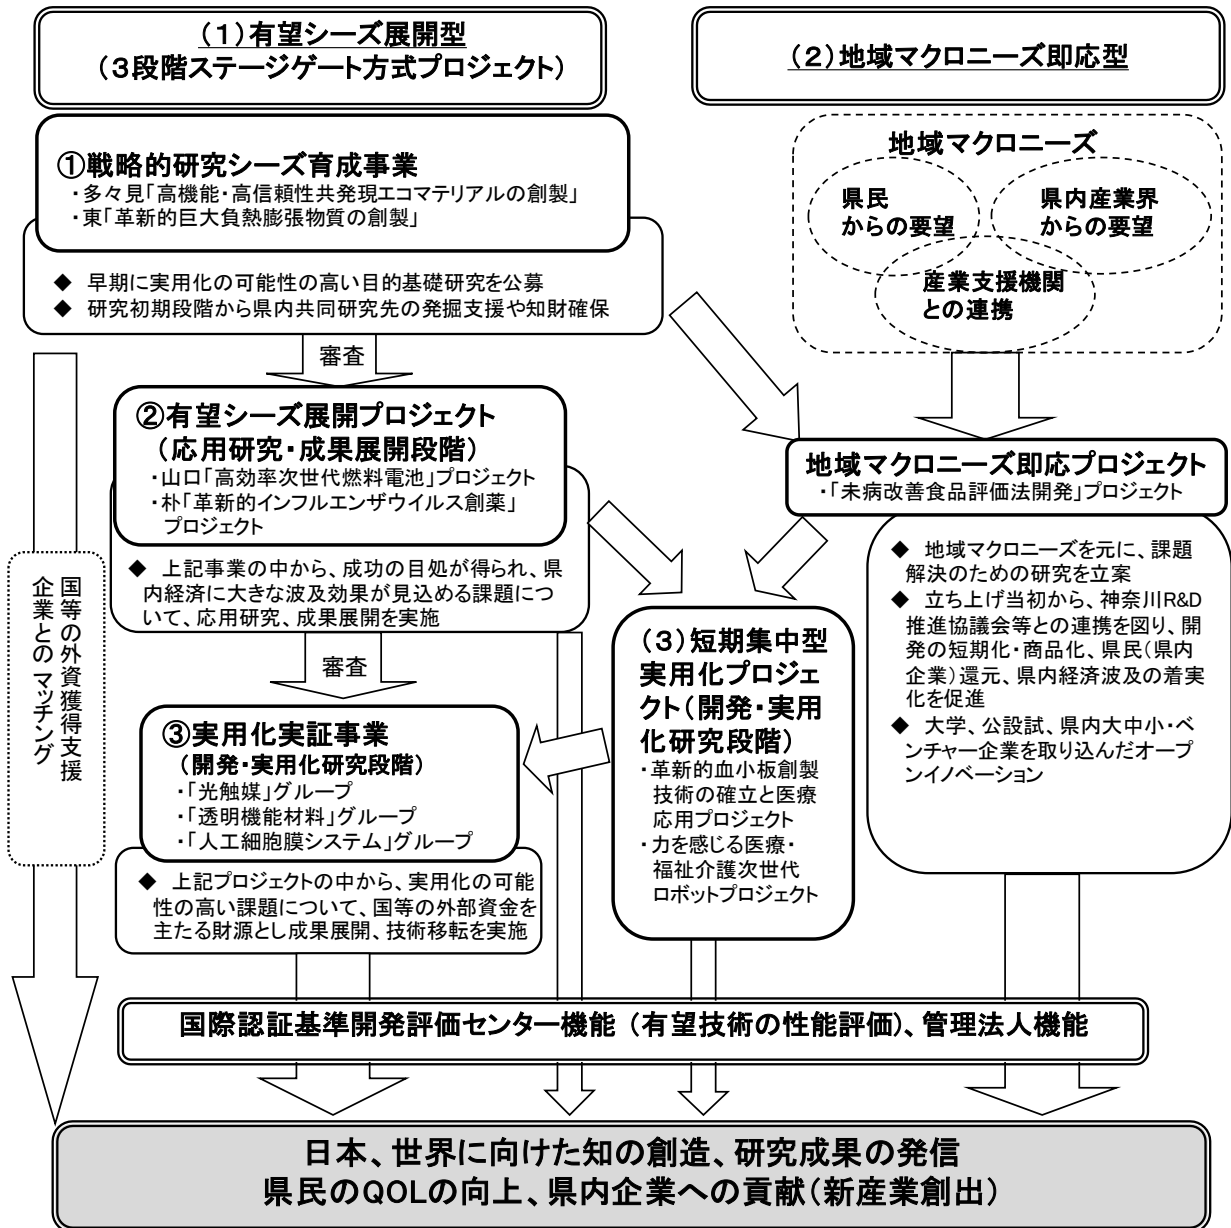 (1)有望シーズ展開型
(3段階ステージゲート方式プロジェクト)
①戦略的研究シーズ育成事業
・多々見「高機能・高信頼性共発現エコマテリアルの創製」
・東「革新的巨大負熱膨張物質の創製」
◆ 早期に実用化の可能性の高い目的基礎研究を公募
◆ 研究初期段階から県内共同研究先の発掘支援や知財確保
審査
②有望シーズ展開プロジェクト
(応用研究・成果展開段階)
・山口「高効率次世代燃料電池」プロジェクト
・朴「革新的インフルエンザウイルス創薬」
プロジェクト
◆ 上記事業の中から、成功の目処が得られ、県
内経済に大きな波及効果が見込める課題につ
いて、応用研究、成果展開を実施
審査
③実用化実証事業
(開発・実用化研究段階)
・「光触媒」グループ
・「透明機能材料」グループ
・「人工細胞膜システム」グループ
◆ 上記プロジェクトの中から、実用化の可能
性の高い課題について、国等の外部資金を
主たる財源とし成果展開、技術移転を実施
国等の外資獲得支援
企業とのマッチング
(2)地域マクロニーズ即応型
地域マクロニーズ
県民
からの要望
県内産業界
からの要望
産業支援機関
との連携
地域マクロニーズ即応プロジェクト
・「未病改善食品評価法開発」プロジェクト
◆ 地域マクロニーズを元に、課題
解決のための研究を立案
◆ 立ち上げ当初から、神奈川R&D
推進協議会等との連携を図り、開
発の短期化・商品化、県民(県内
企業)還元、県内経済波及の着実
化を促進
◆ 大学、公設試、県内大中小・ベ
ンチャー企業を取り込んだオープ
ンイノベーション
(3)短期集中型
実用化プロジェ
クト(開発・実用
化研究段階)
・革新的血小板創製
技術の確立と医療
応用プロジェクト
・力を感じる医療・
福祉介護次世代
ロボットプロジェクト
国際認証基準開発評価センター機能 (有望技術の性能評価)、管理法人機能
日本、世界に向けた知の創造、研究成果の発信
県民のQOLの向上、県内企業への貢献(新産業創出)